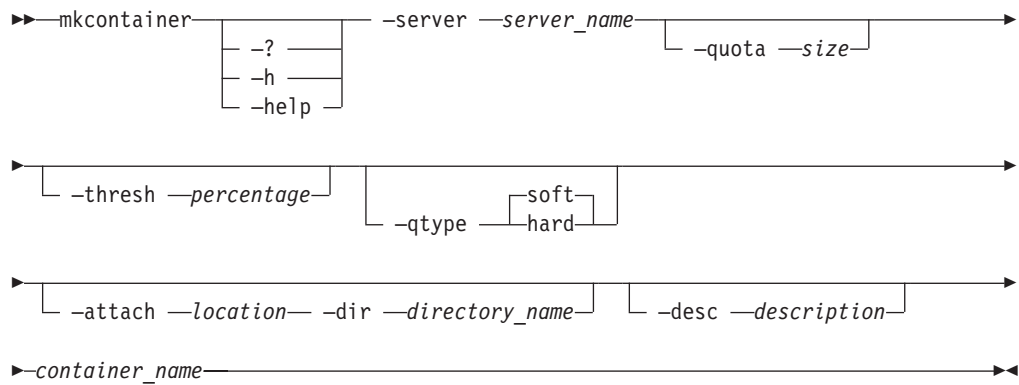 mkcontainer –server server_name
–? –quota size
–h
–help
–thresh percentage soft
–qtype hard
–attach location –dir directory_name –desc description
container_name